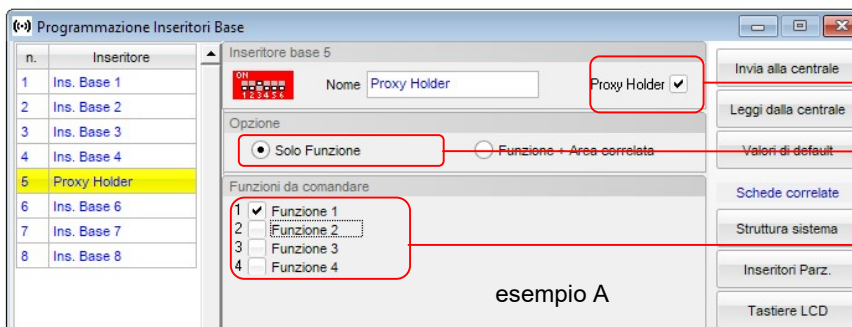 Programmazione Inseritori Base
n. Inseritore
1 Ins. Base 1
2 Ins. Base 2
3 Ins. Base 3
4 Ins. Base 4
5 Proxy Holder
6 Ins. Base 6
7 Ins. Base 7
8 Ins. Base 8
Inseritore base 5
ON
1 2 3 4 5 6
Nome Proxy Holder
Proxy Holder
Opzione
Solo Funzione
Funzione + Area correlata
Funzioni da comandare
1 Funzione 1
2 Funzione 2
3 Funzione 3
4 Funzione 4
esempio A
Invia alla centrale
Leggi dalla centrale
Valori di default
Schede correlate
Struttura sistema
Inseritori Parz.
Tastiere LCD